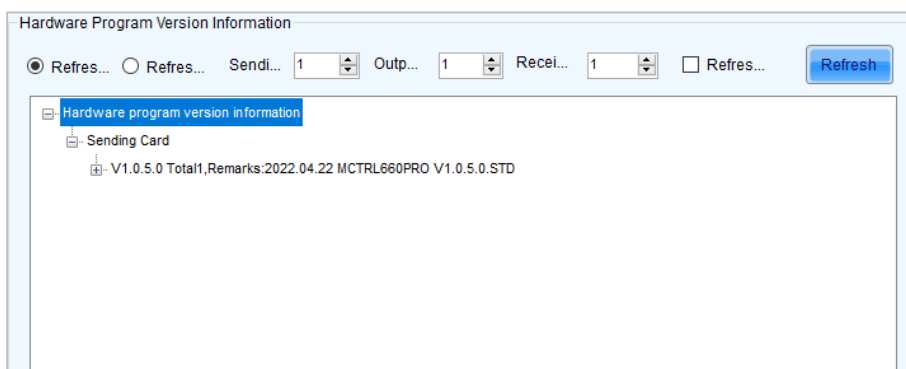 Hardware Program Version Information
Refres... Refres... Sendi... 1 Outp... 1 Recei... 1 Refres... Refresh
Hardware program version information
Sending Card
V1.0.5.0 Total1,Remarks:2022.04.22 MCTRL660PRO V1.0.5.0.STD